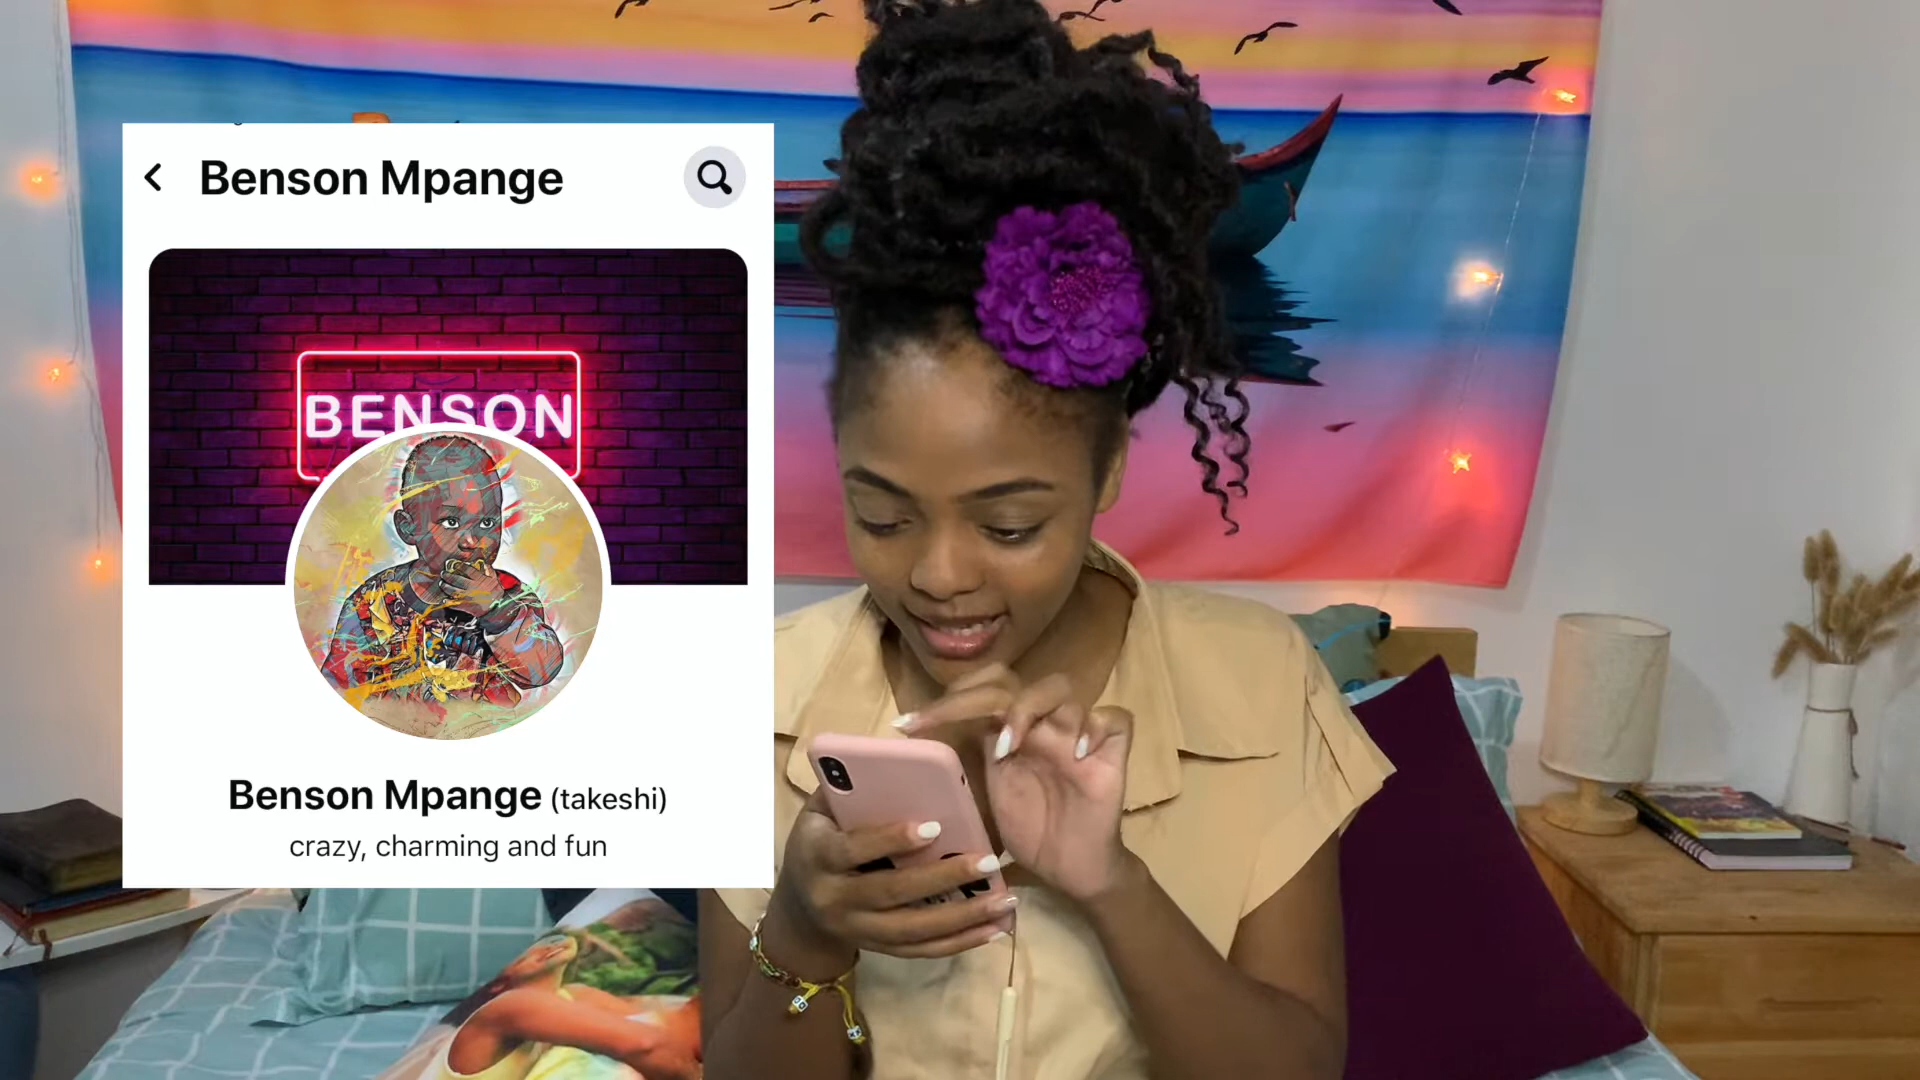 Benson Mpange
BENSON
Benson Mpange (takeshi)
crazy, charming and fun